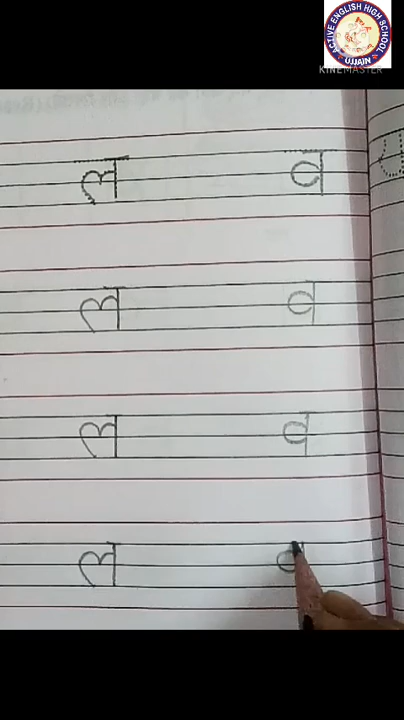 ACTIVE ENGLISH HIGH SCHOOL
UJJAIN
KINEMASTER
अ व
अ व
अ व
अ